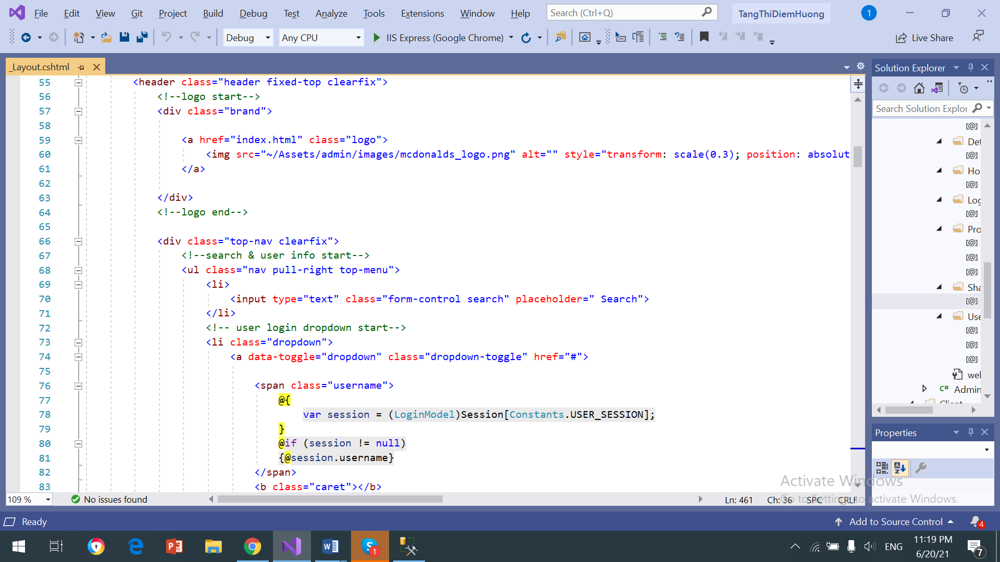 File Edit View Git Project Build Debug Test Analyze Tools Extensions Window Help Search (Ctrl+Q) TangThiDiemHuong 1
Debug Any CPU IIS Express (Google Chrome) Live Share
_Layout.cshtml
Solution Explorer
Search Solution Explor
55 <header class="header fixed-top clearfix">
56 <!--logo start-->
57 <div class="brand">
58
59 <a href="index.html" class="logo">
60 <img src="~/Assets/admin/images/mcdonalds_logo.png" alt="" style="transform: scale(0.3); position: absolut
61 </a>
62
63 </div>
64 <!--logo end-->
65
66 <div class="top-nav clearfix">
67 <!--search & user info start-->
68 <ul class="nav pull-right top-menu">
69 <li>
70 <input type="text" class="form-control search" placeholder=" Search">
71 </li>
72 <!-- user login dropdown start-->
73 <li class="dropdown">
74 <a data-toggle="dropdown" class="dropdown-toggle" href="#">
75
76 <span class="username">
77 @{
78 var session = (LoginModel)Session[Constants.USER_SESSION];
79 }
80 @if (session != null)
81 {@session.username}
82 </span>
83 <b class="caret"></b>
[@]
Det
[@]
Ho
[@]
Log
[@]
Pro
[@]
[@]
[@]
Sha
[@]
Use
[@]
[@]
[@]
wel
C# Admin
Client
Properties
Activate Windows
Go to Settings to activate Windows.
109 % No issues found Ln: 461 Ch: 36 SPC CRLF
Ready Add to Source Control 4
1 ENG 11:19 PM 7
6/20/21